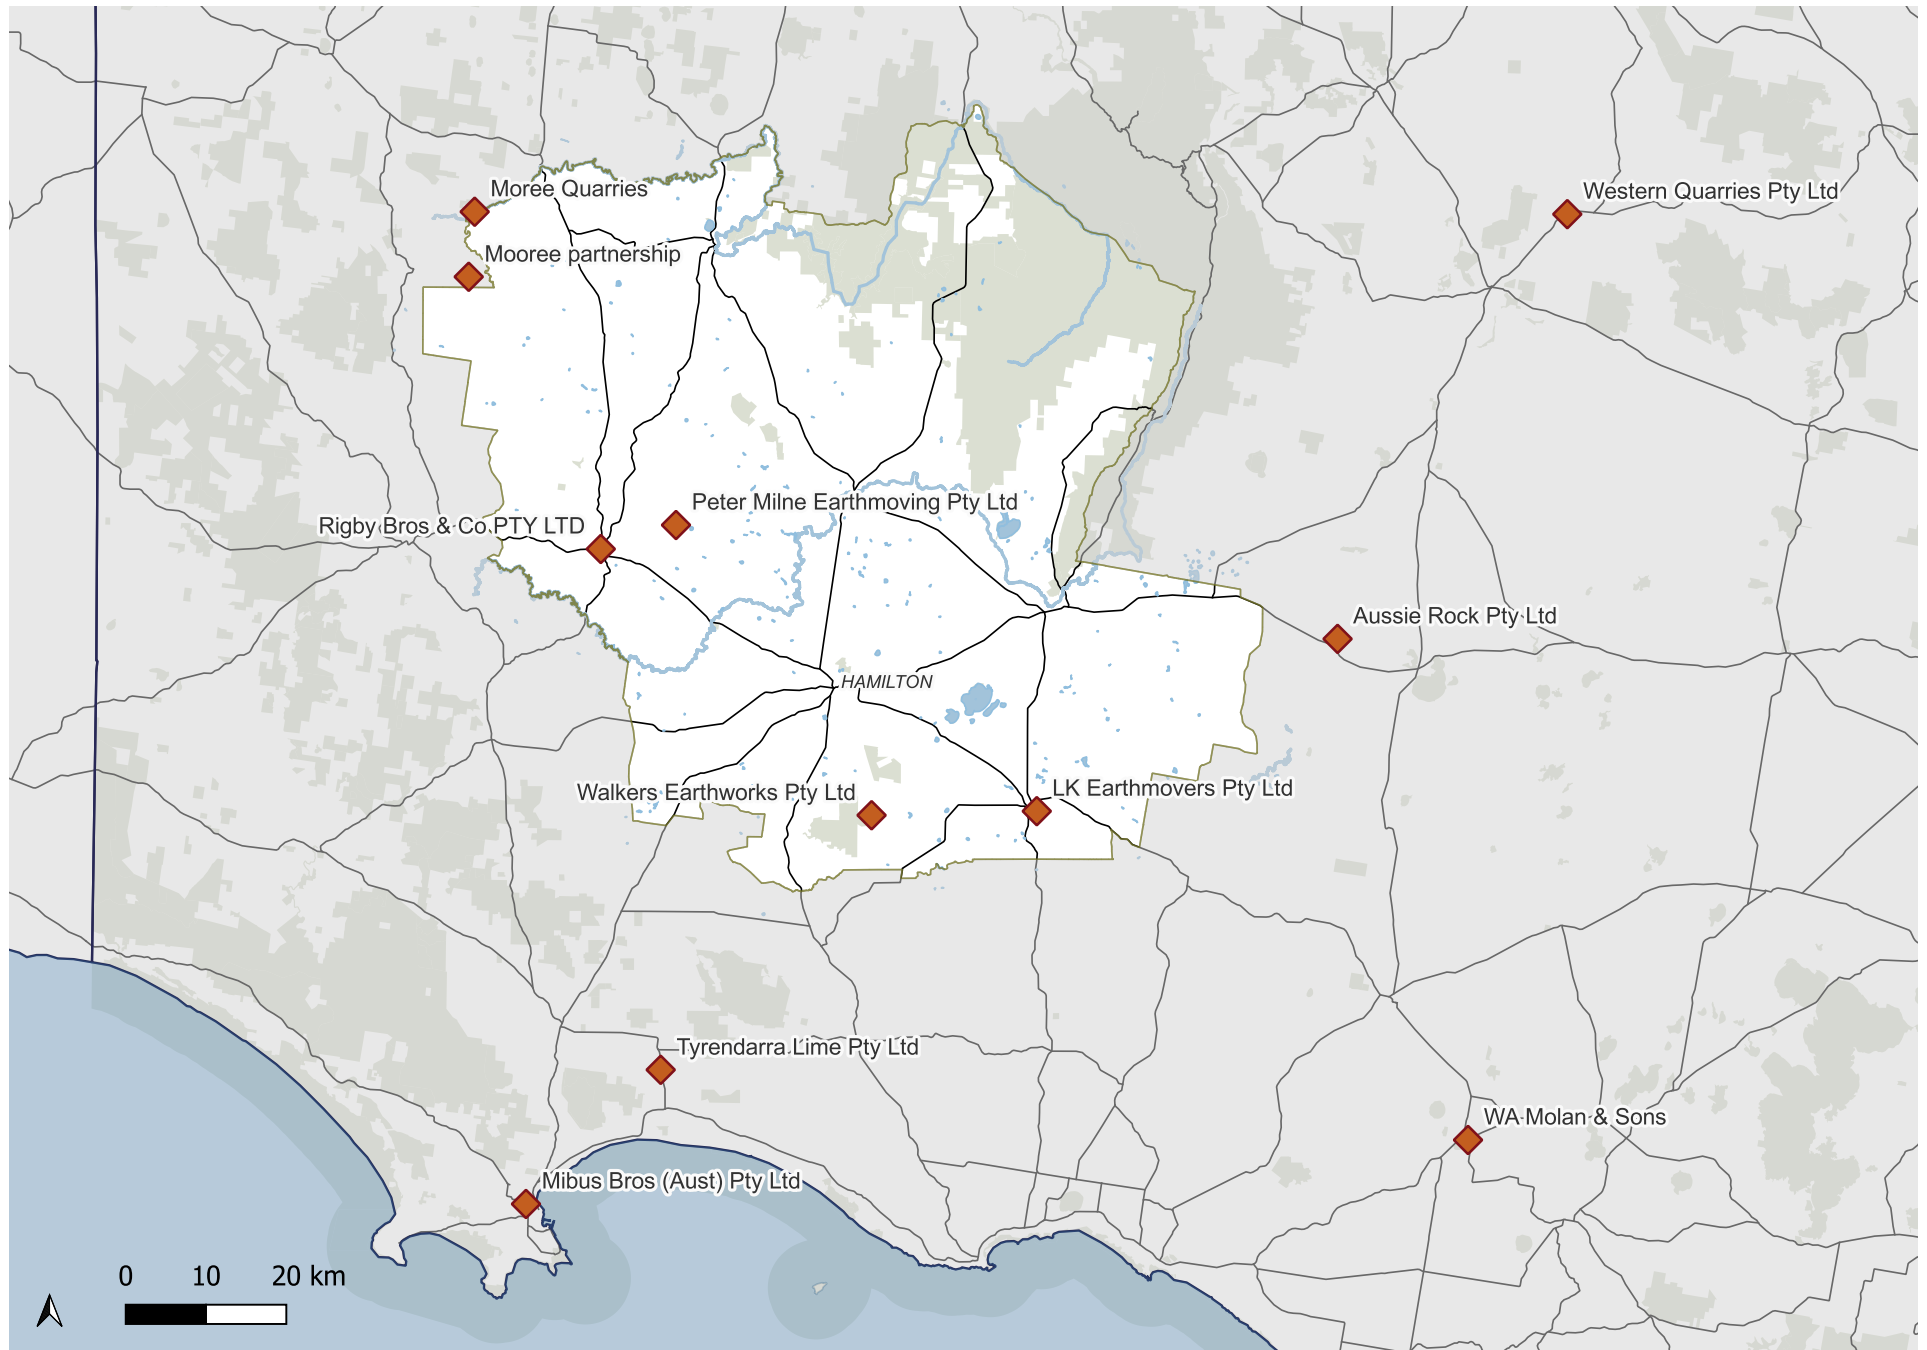 Moree Quarries
Western Quarries Pty Ltd
Mooree partnership
Peter Milne Earthmoving Pty Ltd
Rigby Bros & Co PTY LTD
Aussie Rock Pty Ltd
HAMILTON
Walkers Earthworks Pty Ltd
LK Earthmovers Pty Ltd
Tyrendarra Lime Pty Ltd
WA Molan & Sons
Mibus Bros (Aust) Pty Ltd
0 10 20 km